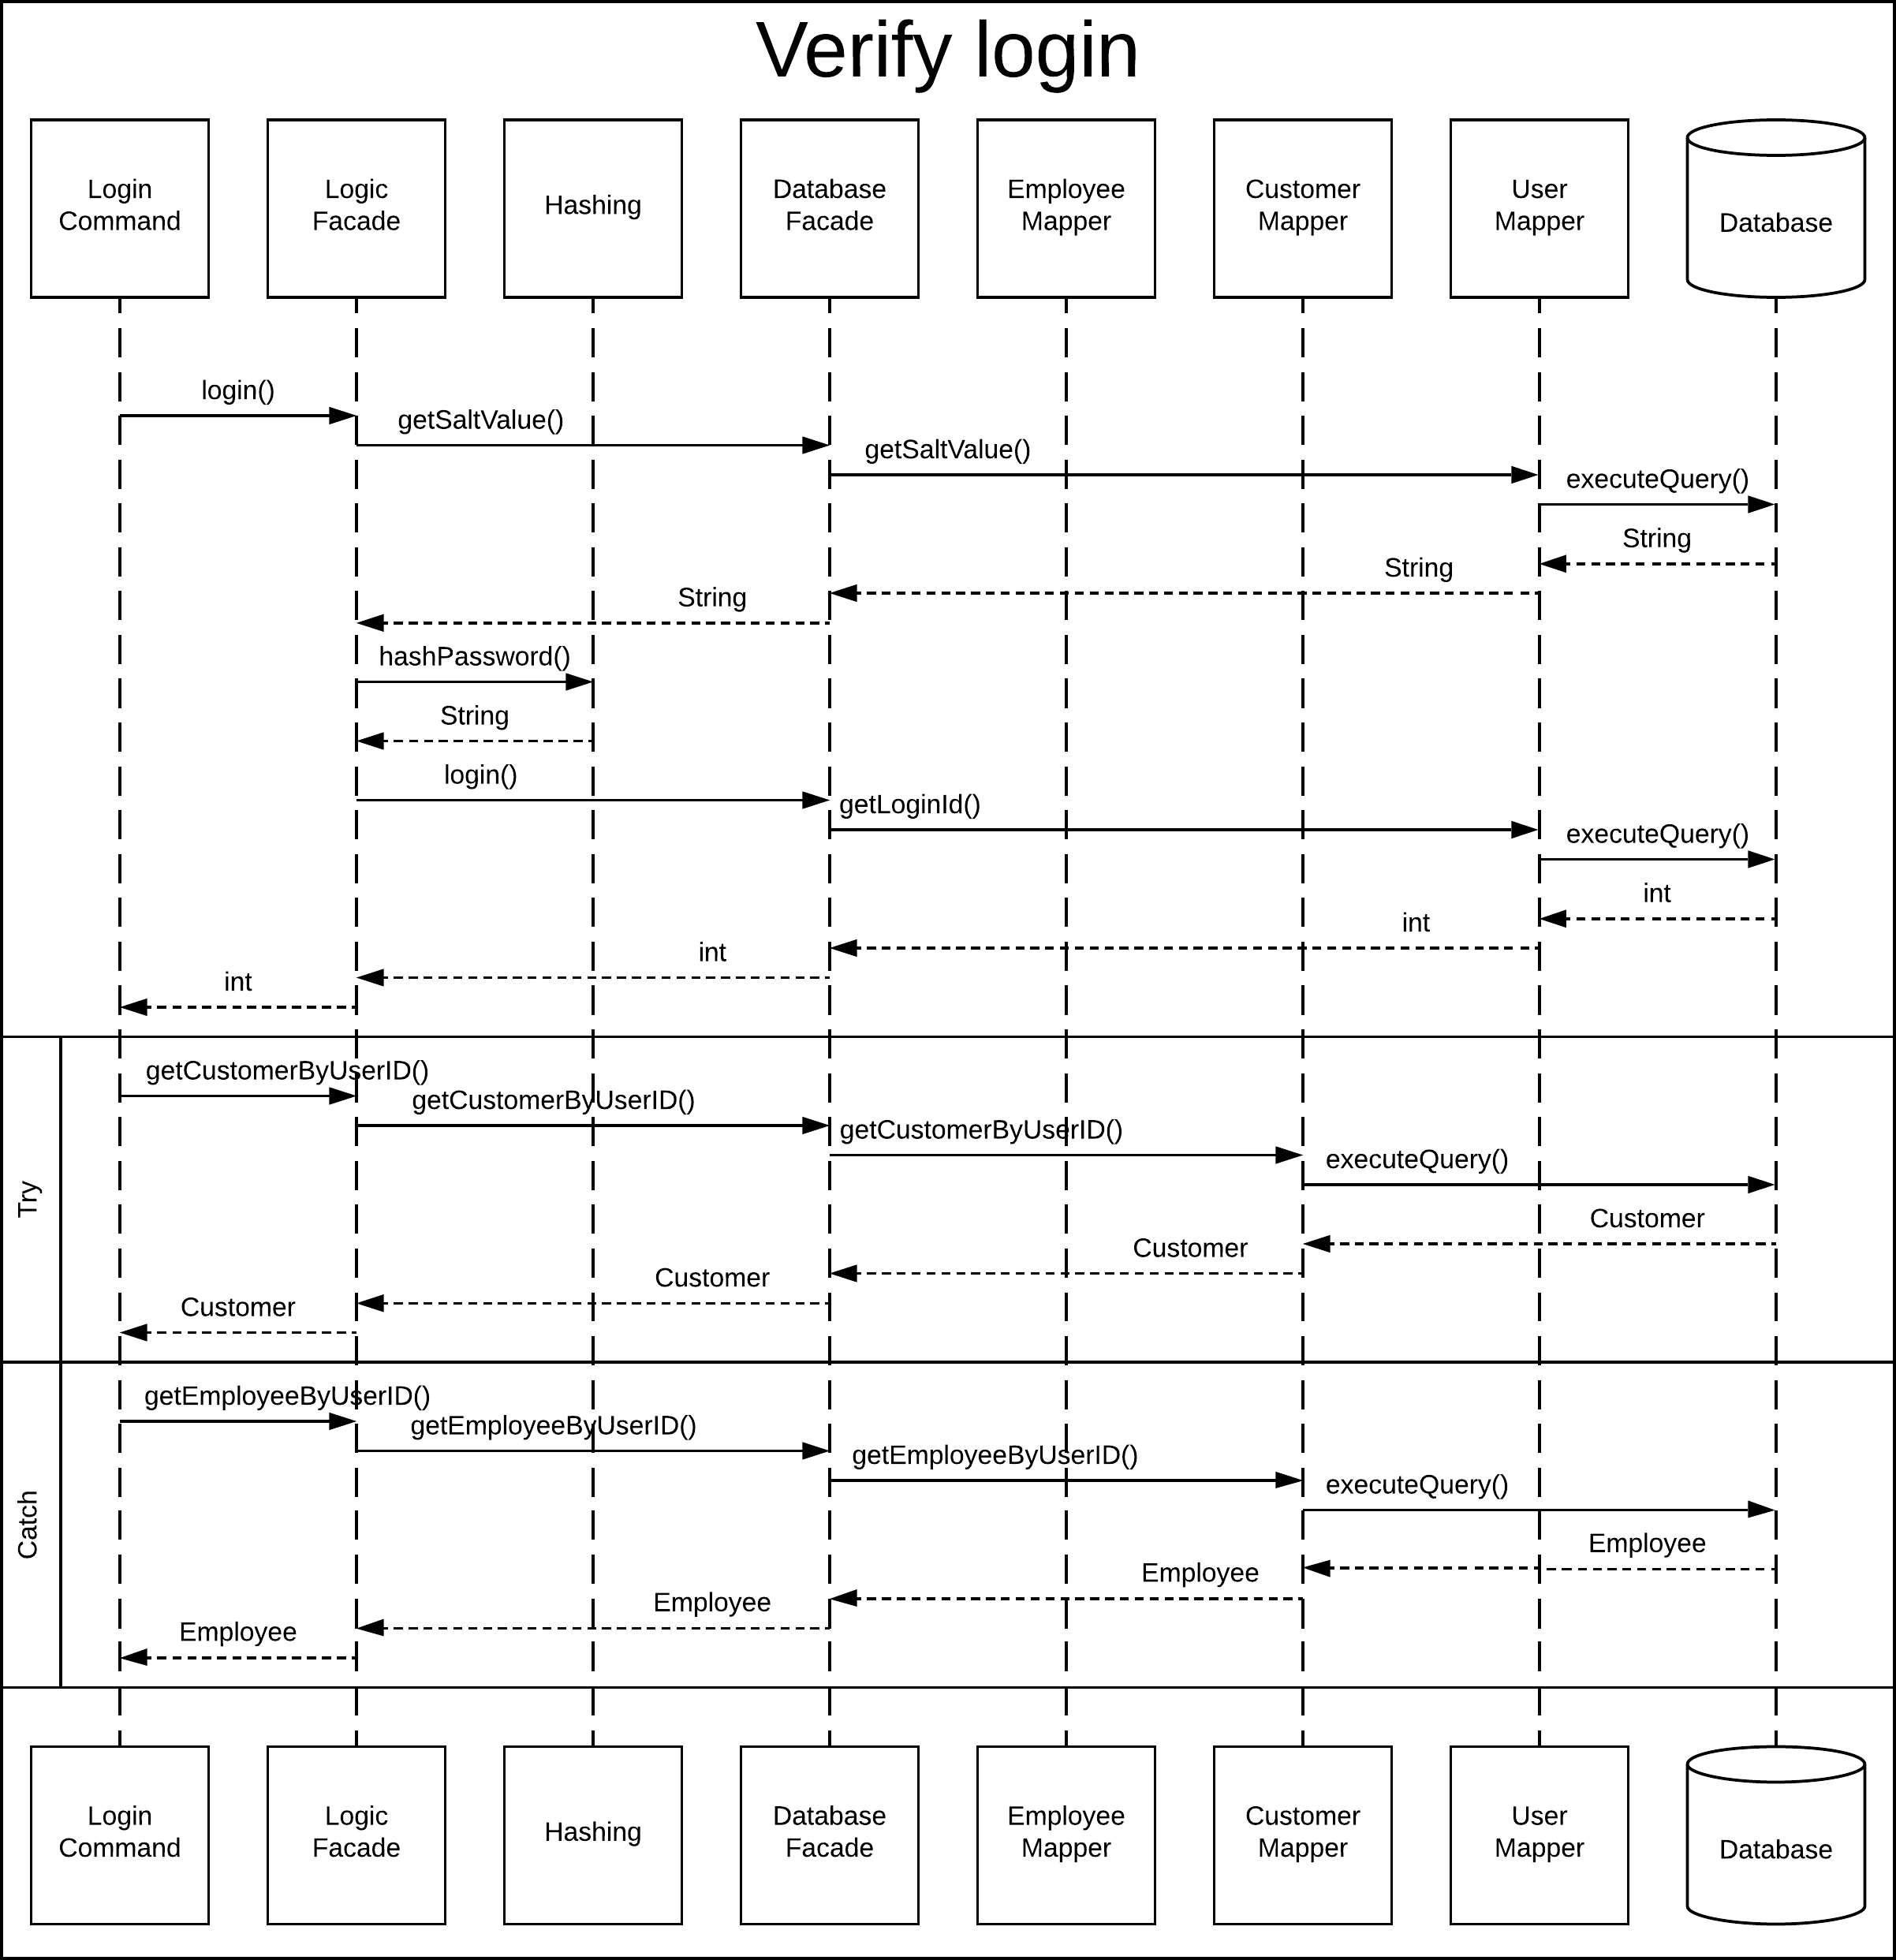 Verify login
Login
Command
Logic
Facade
Hashing
Database
Facade
Employee
Mapper
Customer
Mapper
User
Mapper
Database
login()
getSaltValue()
getSaltValue()
executeQuery()
String
String
String
hashPassword()
String
login()
getLoginId()
executeQuery()
int
int
int
int
Try
getCustomerByUserID()
getCustomerByUserID()
getCustomerByUserID()
executeQuery()
Customer
Customer
Customer
Customer
Catch
getEmployeeByUserID()
getEmployeeByUserID()
getEmployeeByUserID()
executeQuery()
Employee
Employee
Employee
Employee
Login
Command
Logic
Facade
Hashing
Database
Facade
Employee
Mapper
Customer
Mapper
User
Mapper
Database